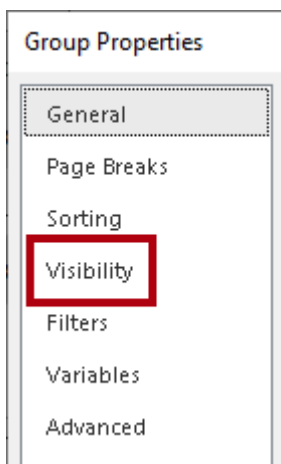 Group Properties
General
Page Breaks
Sorting
Visibility
Filters
Variables
Advanced